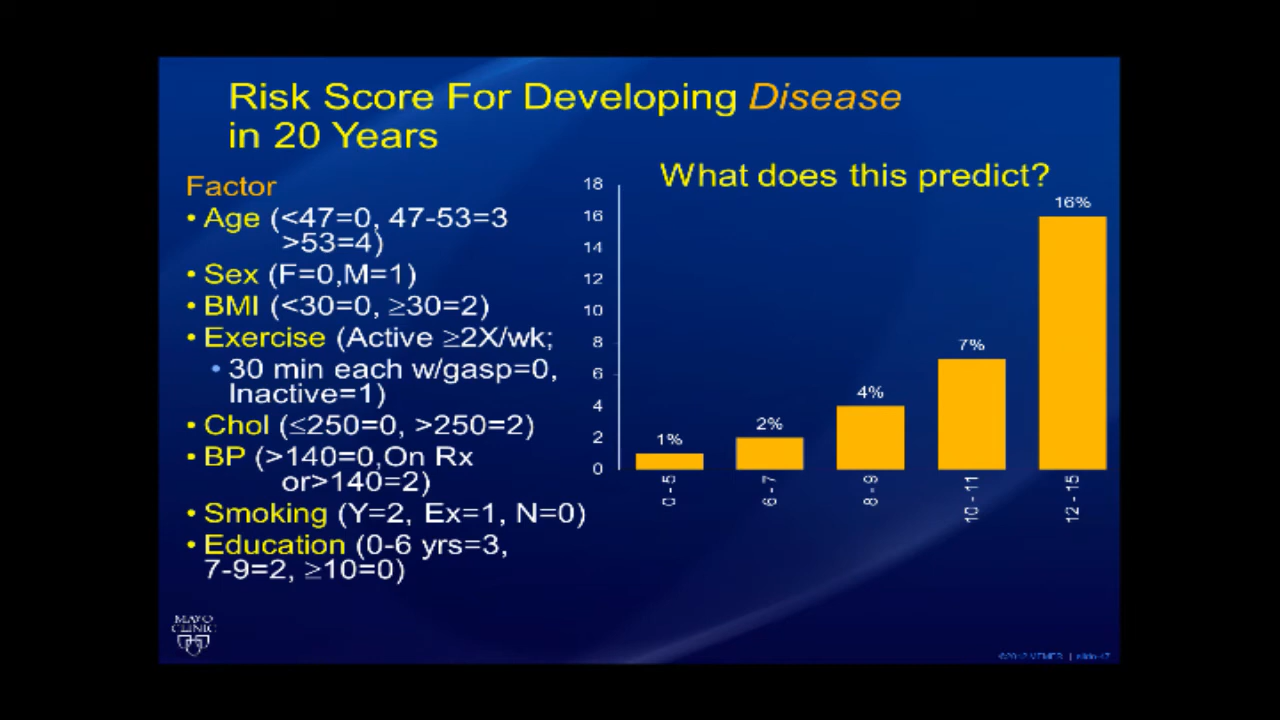 Risk Score For Developing Disease
in 20 Years
Factor
• Age (<47=0, 47-53=3
>53=4)
• Sex (F=0,M=1)
• BMI (<30=0, ≥30=2)
• Exercise (Active ≥2X/wk;
• 30 min each w/gasp=0,
Inactive=1)
• Chol (≤250=0, >250=2)
• BP (>140=0,On Rx
or>140=2)
• Smoking (Y=2, Ex=1, N=0)
• Education (0-6 yrs=3,
7-9=2, ≥10=0)
What does this predict?
18
16
14
12
10
8
6
4
2
0
1%
2%
4%
7%
16%
0 - 5
6 - 7
8 - 9
10 - 11
12 - 15
MAYO
CLINIC
©2012 MFMER | slide-47